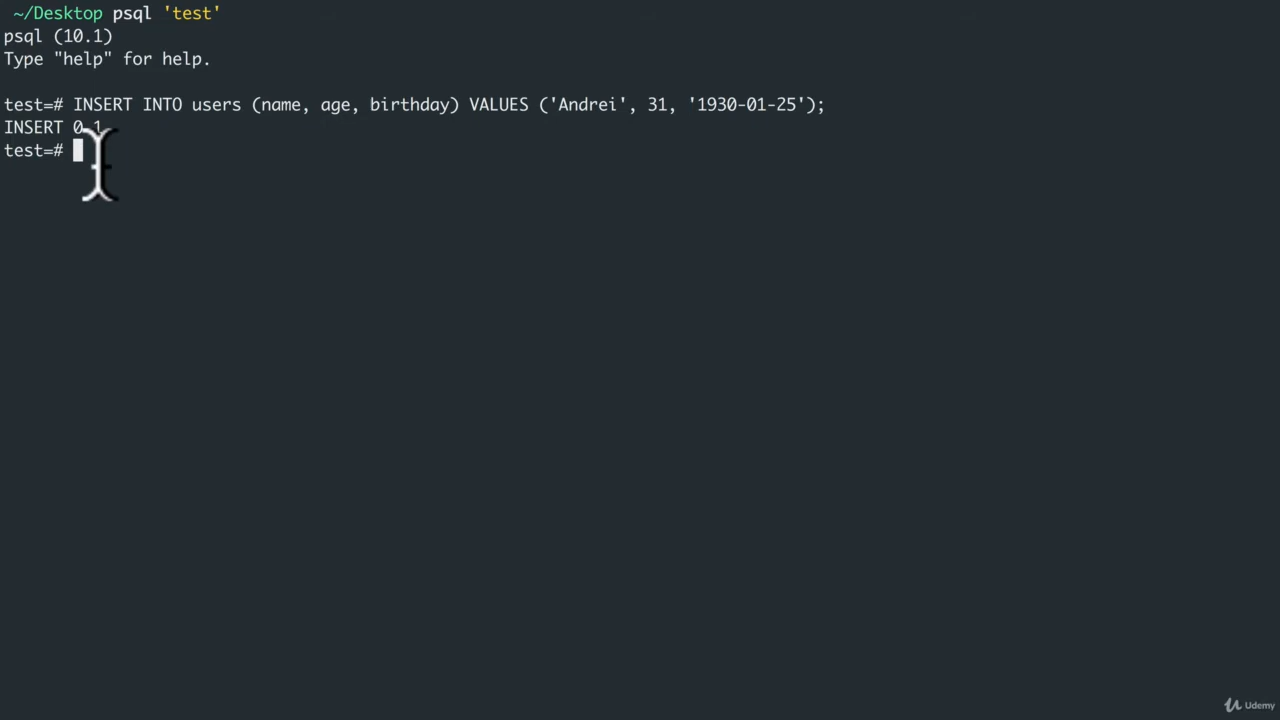 ~/Desktop psql 'test'
psql (10.1)
Type "help" for help.
test=# INSERT INTO users (name, age, birthday) VALUES ('Andrei', 31, '1930-01-25');
INSERT 0 1
test=#
Udemy